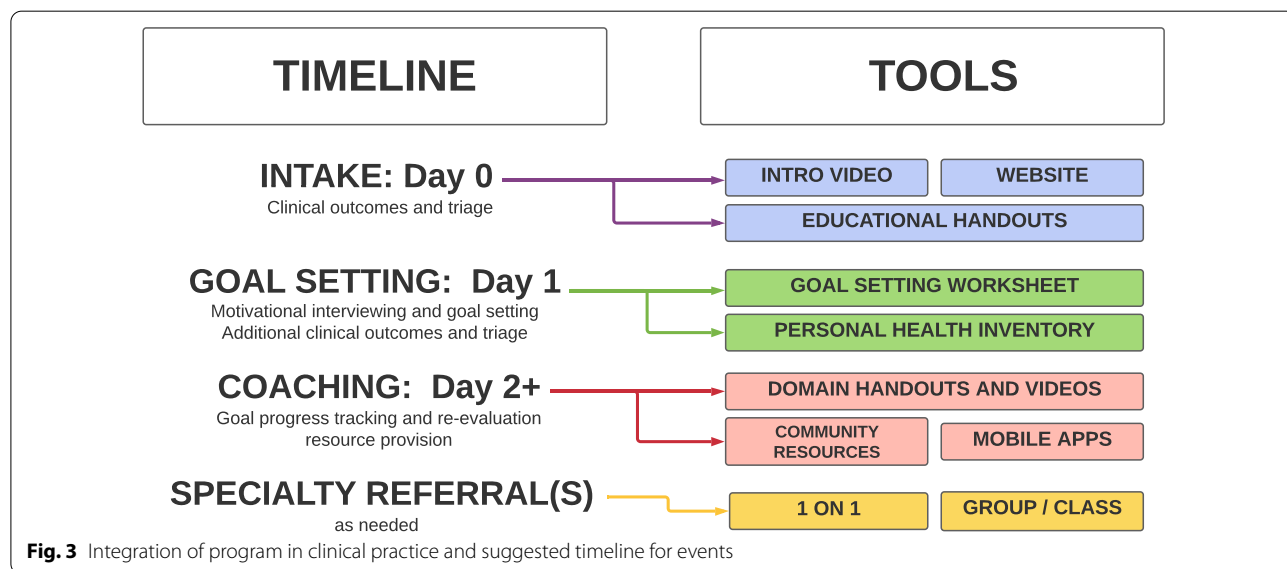 TIMELINE
TOOLS
INTAKE: Day 0
Clinical outcomes and triage
INTRO VIDEO
WEBSITE
EDUCATIONAL HANDOUTS
GOAL SETTING: Day 1
Motivational interviewing and goal setting
Additional clinical outcomes and triage
GOAL SETTING WORKSHEET
PERSONAL HEALTH INVENTORY
COACHING: Day 2+
Goal progress tracking and re-evaluation
resource provision
DOMAIN HANDOUTS AND VIDEOS
COMMUNITY
RESOURCES
MOBILE APPS
SPECIALTY REFERRAL(S)
as needed
1 ON 1
GROUP / CLASS
Fig. 3 Integration of program in clinical practice and suggested timeline for events